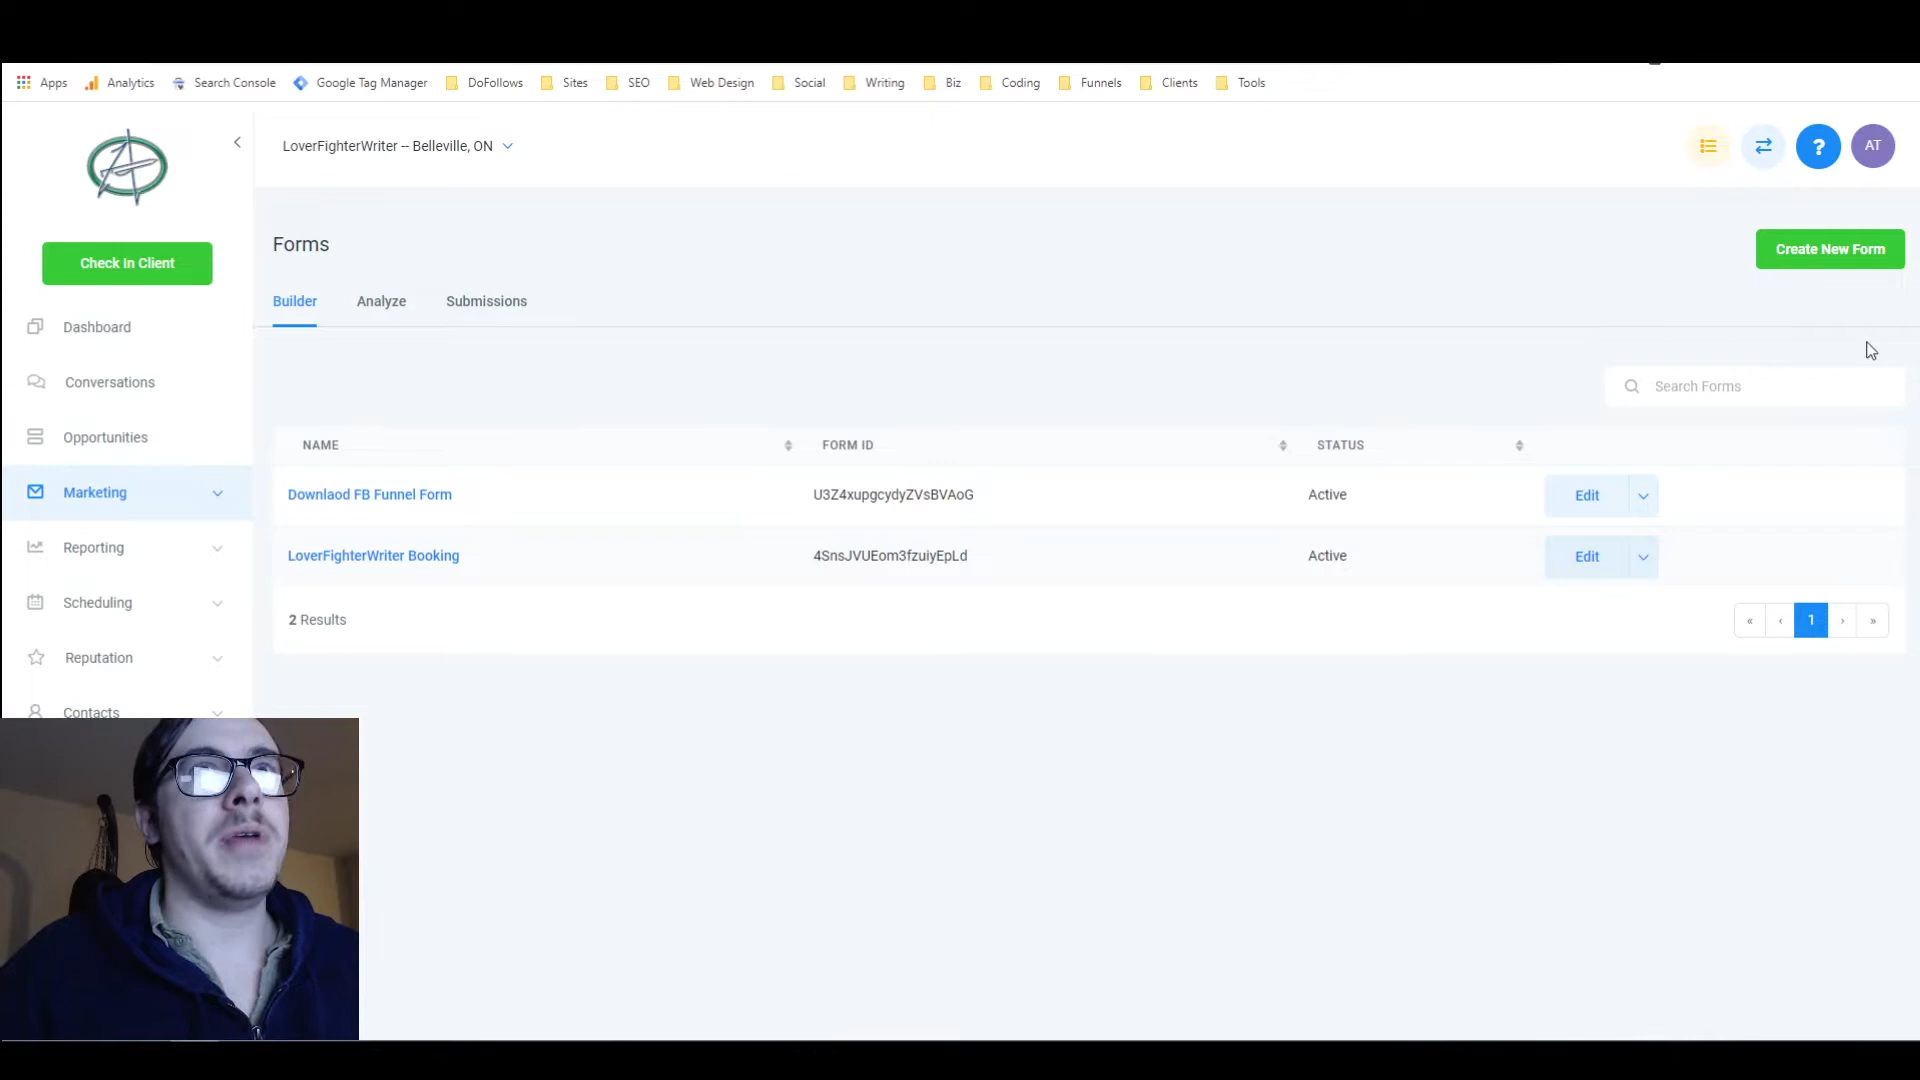 Apps Analytics Search Console Google Tag Manager DoFollows Sites SEO Web Design Social Writing Biz Coding Funnels Clients Tools
LoverFighterWriter -- Belleville, ON
? AT
Check In Client
Dashboard
Conversations
Opportunities
Marketing
Reporting
Scheduling
Reputation
Contacts
Forms
Create New Form
Builder Analyze Submissions
Search Forms
NAME FORM ID STATUS
Downlaod FB Funnel Form U3Z4xupgcydyZVsBVAoG Active Edit
LoverFighterWriter Booking 4SnsJVUEom3fzuiyEpLd Active Edit
2 Results
« ‹ 1 › »